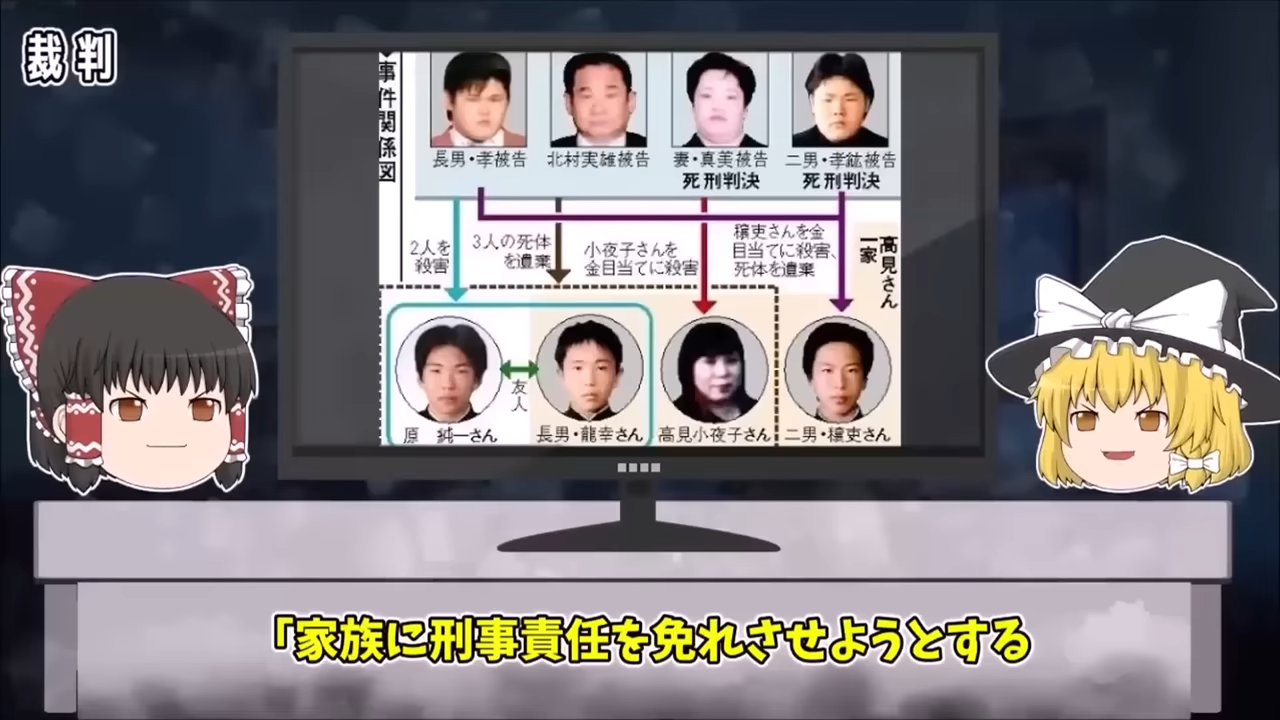 裁判
事件関係図
長男・孝被告
北村実雄被告
妻・真美被告
死刑判決
二男・孝紘被告
死刑判決
2人を
殺害
3人の死体
を遺棄
小夜子さんを
金目当てに殺害
穣吏さんを金
目当てに殺害、
死体を遺棄
高見さん
一家
友人
原 純一さん
長男・龍幸さん
高見小夜子さん
二男・穣吏さん
「家族に刑事責任を免れさせようとする